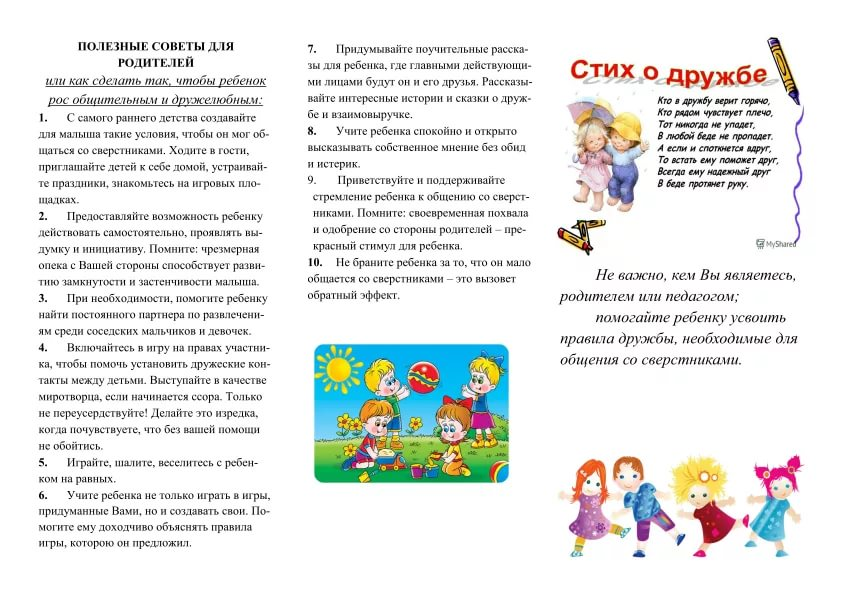 ПОЛЕЗНЫЕ СОВЕТЫ ДЛЯ
РОДИТЕЛЕЙ
или как сделать так, чтобы ребенок
рос общительным и дружелюбным:
1. С самого раннего детства создавайте
для малыша такие условия, чтобы он мог об-
щаться со сверстниками. Ходите в гости,
приглашайте детей к себе домой, устраивай-
те праздники, знакомьтесь на игровых пло-
щадках.
2. Предоставляйте возможность ребенку
действовать самостоятельно, проявлять вы-
думку и инициативу. Помните: чрезмерная
опека с Вашей стороны способствует разви-
тию замкнутости и застенчивости малыша.
3. При необходимости, помогите ребенку
найти постоянного партнера по развлечени-
ям среди соседских мальчиков и девочек.
4. Включайтесь в игру на правах участни-
ка, чтобы помочь установить дружеские кон-
такты между детьми. Выступайте в качестве
миротворца, если начинается ссора. Только
не переусердствуйте! Делайте это изредка,
когда почувствуете, что без вашей помощи
не обойтись.
5. Играйте, шалите, веселитесь с ребен-
ком на равных.
6. Учите ребенка не только играть в игры,
придуманные Вами, но и создавать свои. По-
могите ему доходчиво объяснять правила
игры, которою он предложил.
7. Придумывайте поучительные расска-
зы для ребенка, где главными действующи-
ми лицами будут он и его друзья. Рассказы-
вайте интересные истории и сказки о друж-
бе и взаимовыручке.
8. Учите ребенка спокойно и открыто
высказывать собственное мнение без обид
и истерик.
9. Приветствуйте и поддерживайте
стремление ребенка к общению со сверст-
никами. Помните: своевременная похвала
и одобрение со стороны родителей – пре-
красный стимул для ребенка.
10. Не браните ребенка за то, что он мало
общается со сверстниками – это вызовет
обратный эффект.
Стих о дружбе
Кто в дружбу верит горячо,
Кто рядом чувствует плечо,
Тот никогда не упадет,
В любой беде не пропадет.
А если и споткнется вдруг,
То встать ему поможет друг,
Всегда ему надежный друг
В беде протянет руку.
MyShared
Не важно, кем Вы являетесь,
родителем или педагогом;
помогайте ребенку усвоить
правила дружбы, необходимые для
общения со сверстниками.